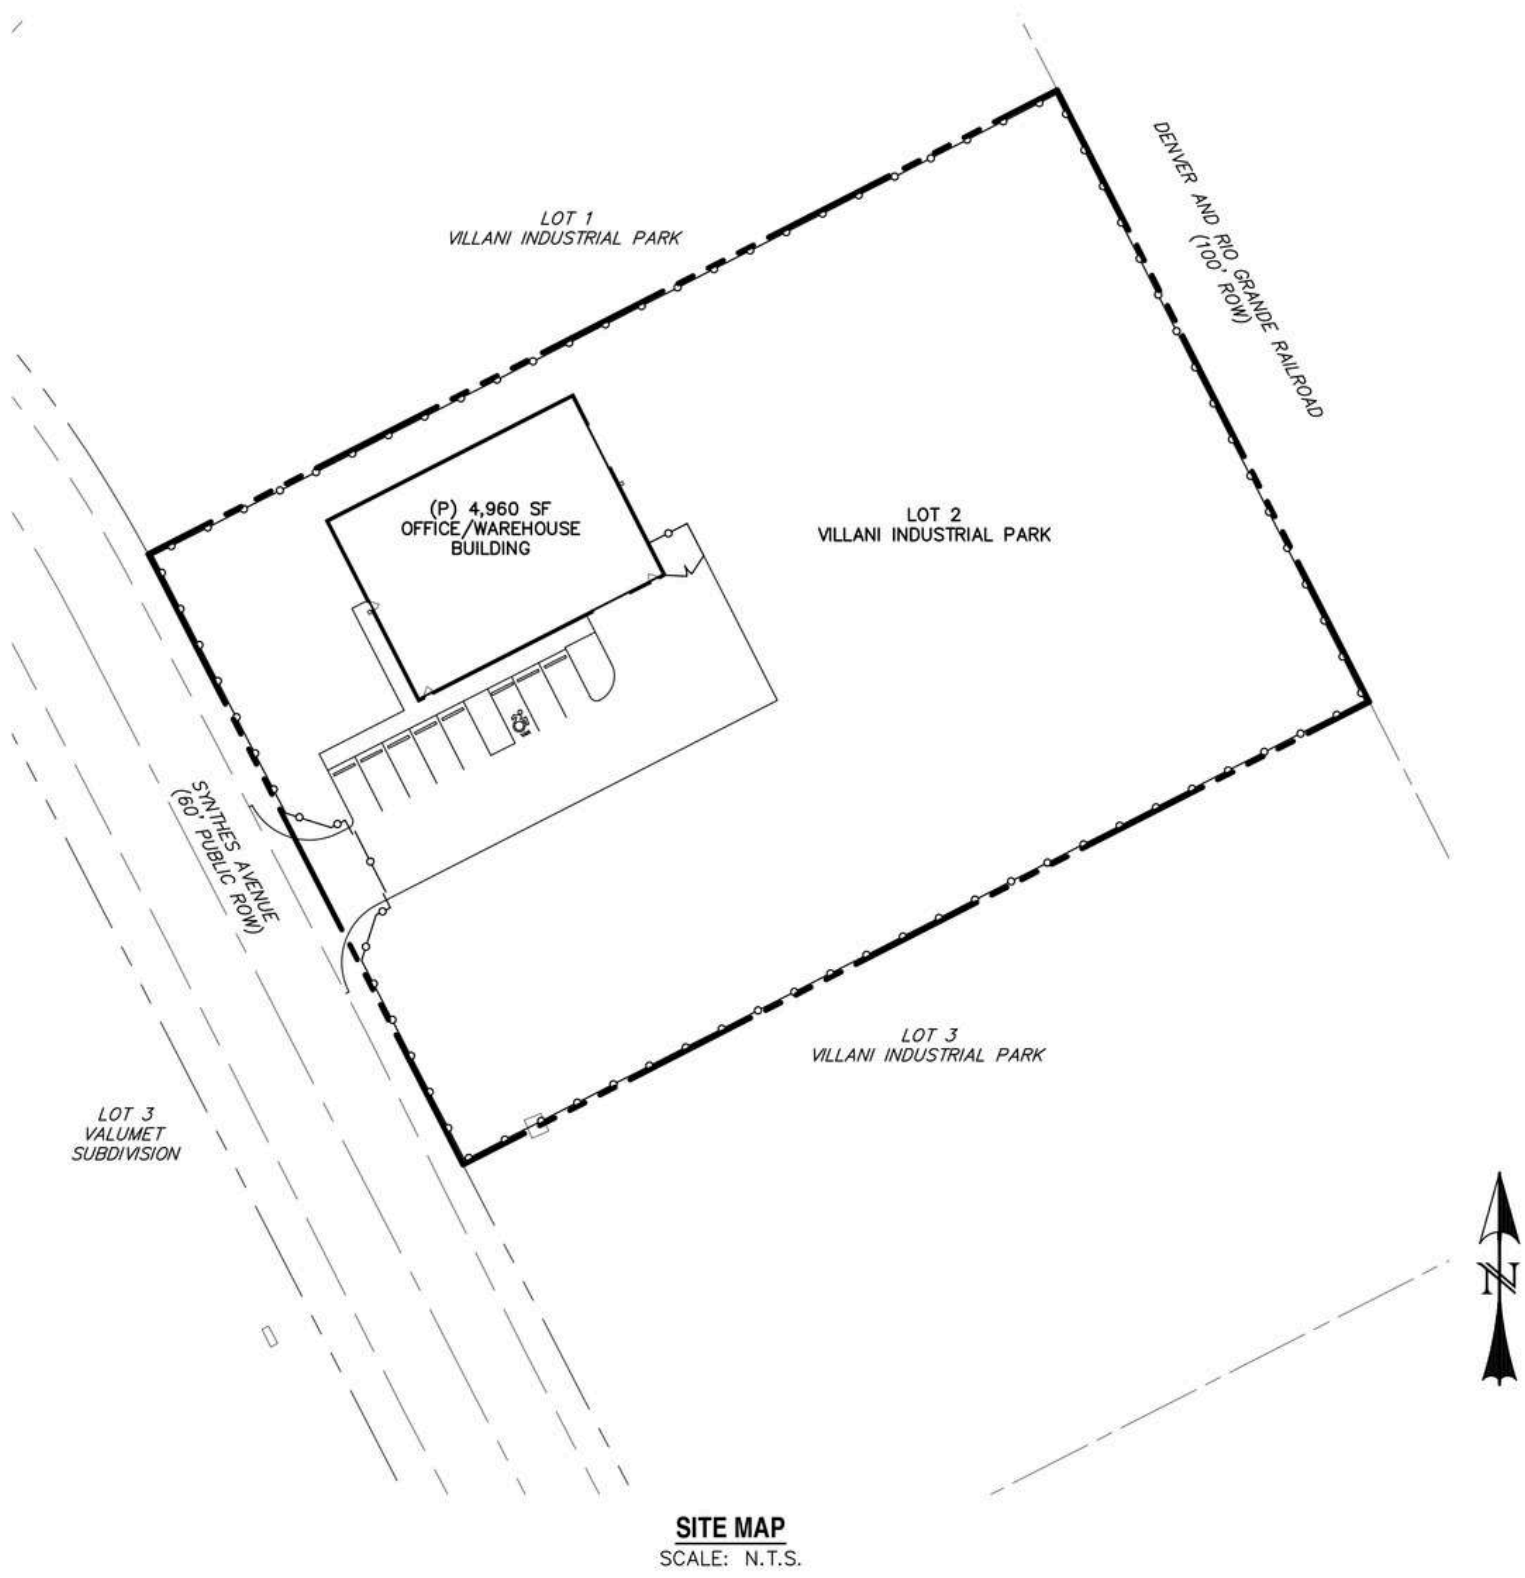 LOT 1
VILLANI INDUSTRIAL PARK
DENVER AND RIO GRANDE RAILROAD
(100' ROW)
(P) 4,960 SF
OFFICE/WAREHOUSE
BUILDING
LOT 2
VILLANI INDUSTRIAL PARK
SYNTHES AVENUE
(60' PUBLIC ROW)
LOT 3
VILLANI INDUSTRIAL PARK
LOT 3
VALUMET
SUBDIVISION
N
SITE MAP
SCALE: N.T.S.